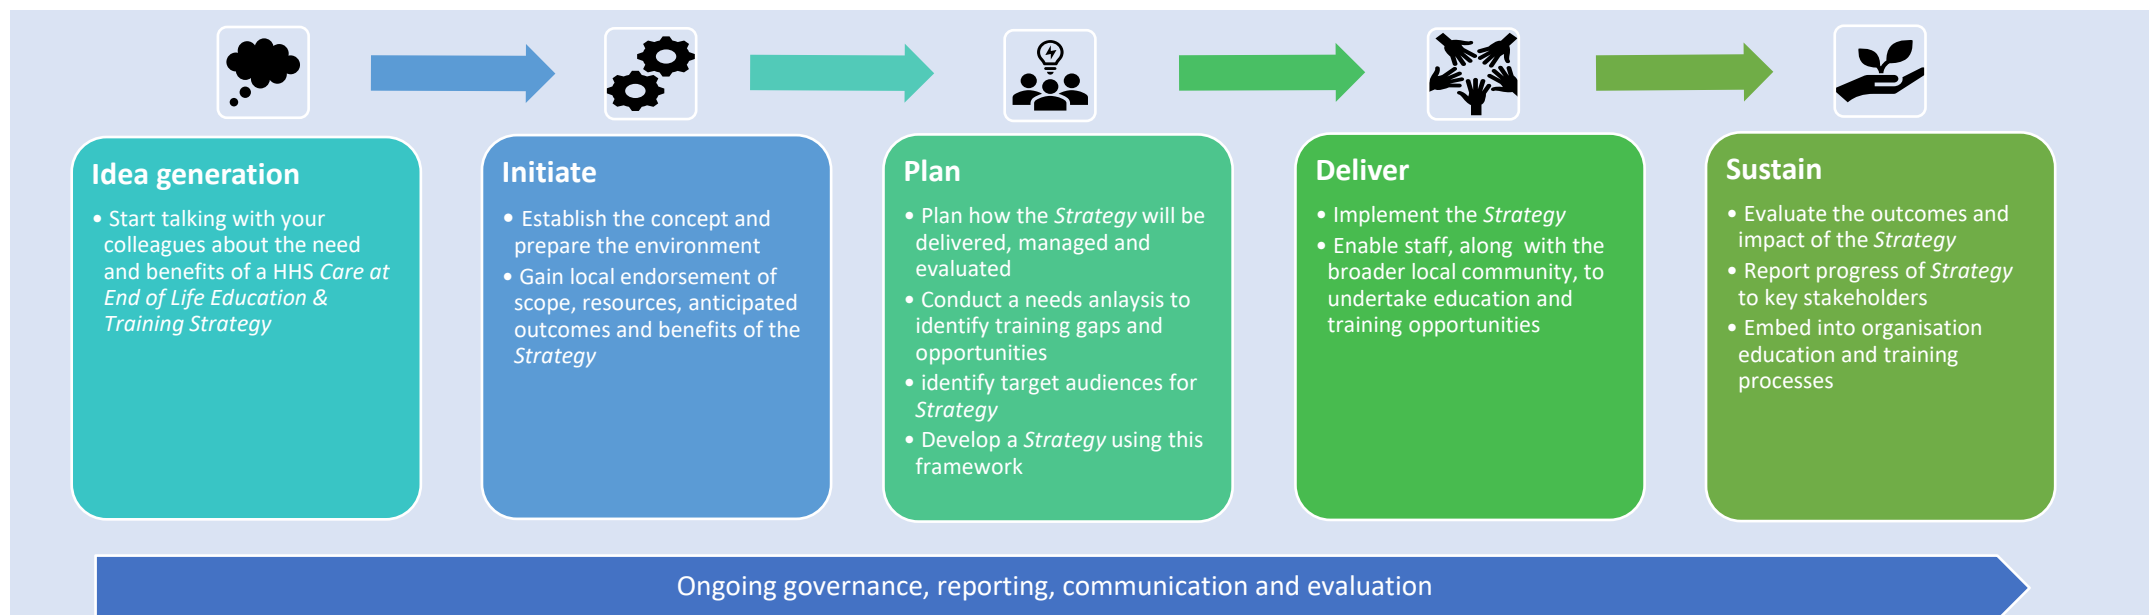 Idea generation
• Start talking with your
colleagues about the need
and benefits of a HHS Care at
End of Life Education &
Training Strategy
Initiate
• Establish the concept and
prepare the environment
• Gain local endorsement of
scope, resources, anticipated
outcomes and benefits of the
Strategy
Plan
• Plan how the Strategy will be
delivered, managed and
evaluated
• Conduct a needs anlaysis to
identify training gaps and
opportunities
• identify target audiences for
Strategy
• Develop a Strategy using this
framework
Deliver
• Implement the Strategy
• Enable staff, along  with the
broader local community, to
undertake education and
training opportunities
Sustain
• Evaluate the outcomes and
impact of the Strategy
• Report progress of Strategy
to key stakeholders
• Embed into organisation
education and training
processes
Ongoing governance, reporting, communication and evaluation